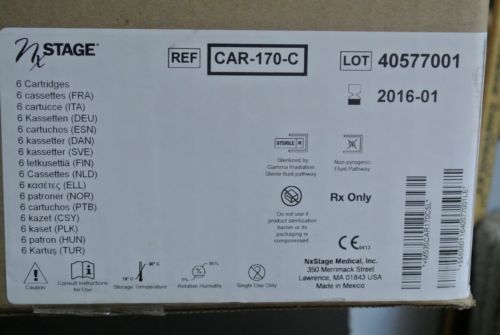 NxSTAGE
REF CAR-170-C LOT 40577001
2016-01
6 Cartridges
6 cassettes (FRA)
6 cartucce (ITA)
6 Kassetten (DEU)
6 cartuchos (ESN)
6 kassetter (DAN)
6 kassetter (SVE)
6 letkusettiä (FIN)
6 Cassettes (NLD)
6 κασέτες (ELL)
6 patroner (NOR)
6 cartuchos (PTB)
6 kazet (CSY)
6 kaset (PLK)
6 patron (HUN)
6 Kartuş (TUR)
STERILE R
Sterilized by
Gamma Irradiation
Sterile fluid pathway
Non-pyrogenic
Fluid Pathway
Do not use if
product sterilization
barrier or its
packaging is
compromised.
Rx Only
CE 0413
NxStage Medical, Inc.
350 Merrimack Street
Lawrence, MA 01843 USA
Made in Mexico
Caution
Consult Instructions
for Use
Storage Temperature
Relative Humidity
Single Use Only